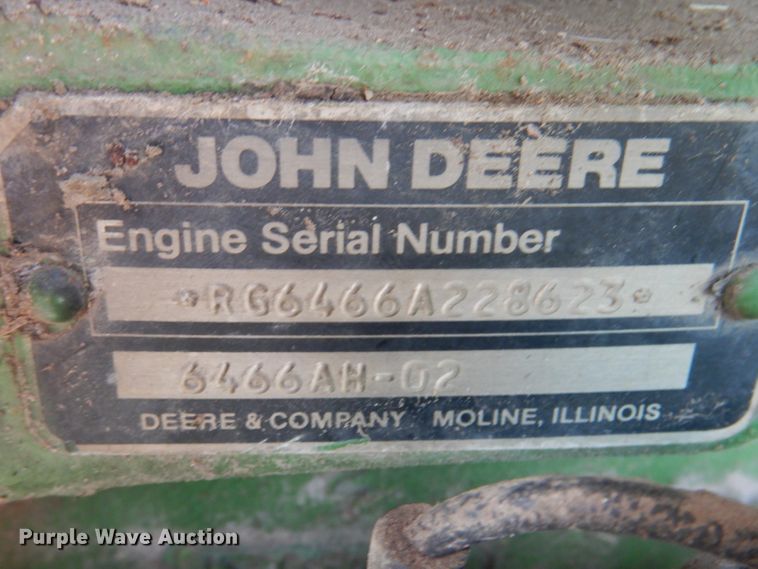 JOHN DEERE
Engine Serial Number
*RG6466A228623*
6466AH-02
DEERE & COMPANY MOLINE, ILLINOIS
Purple Wave Auction